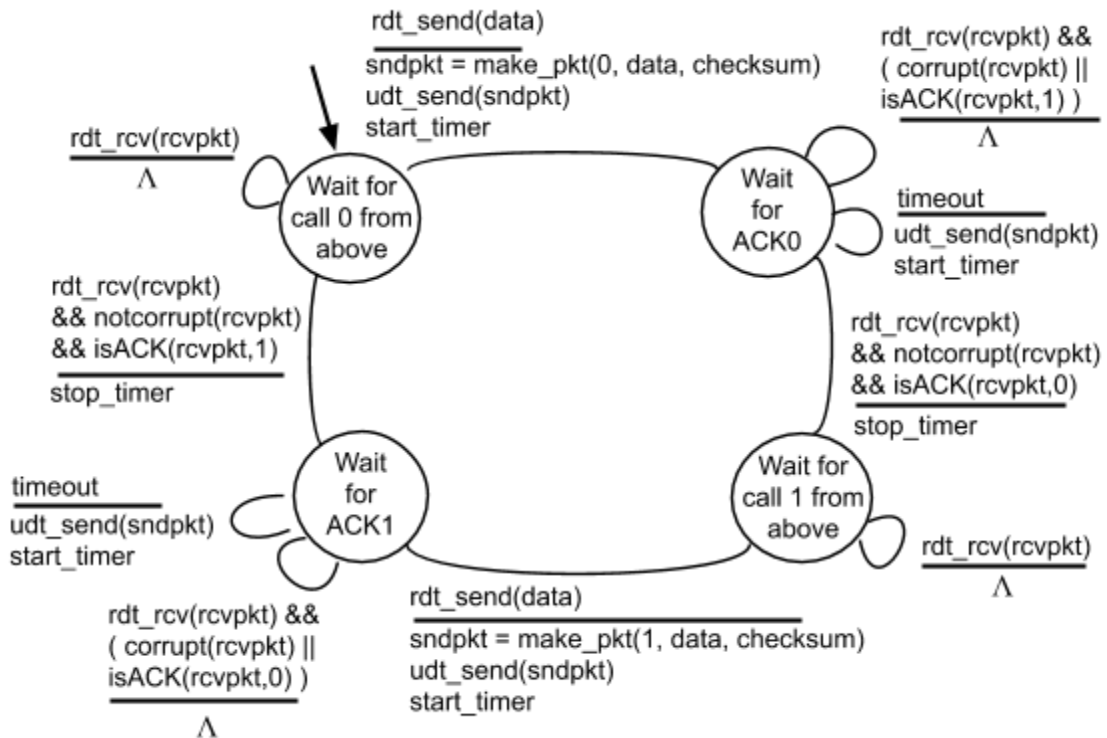 rdt_send(data)
sndpkt = make_pkt(0, data, checksum)
udt_send(sndpkt)
start_timer
rdt_rcv(rcvpkt) &&
( corrupt(rcvpkt) ||
isACK(rcvpkt,1) )
Λ
rdt_rcv(rcvpkt)
Λ
Wait for
call 0 from
above
Wait
for
ACK0
timeout
udt_send(sndpkt)
start_timer
rdt_rcv(rcvpkt)
&& notcorrupt(rcvpkt)
&& isACK(rcvpkt,1)
stop_timer
rdt_rcv(rcvpkt)
&& notcorrupt(rcvpkt)
&& isACK(rcvpkt,0)
stop_timer
Wait
for
ACK1
Wait for
call 1 from
above
timeout
udt_send(sndpkt)
start_timer
rdt_rcv(rcvpkt)
Λ
rdt_rcv(rcvpkt) &&
( corrupt(rcvpkt) ||
isACK(rcvpkt,0) )
Λ
rdt_send(data)
sndpkt = make_pkt(1, data, checksum)
udt_send(sndpkt)
start_timer